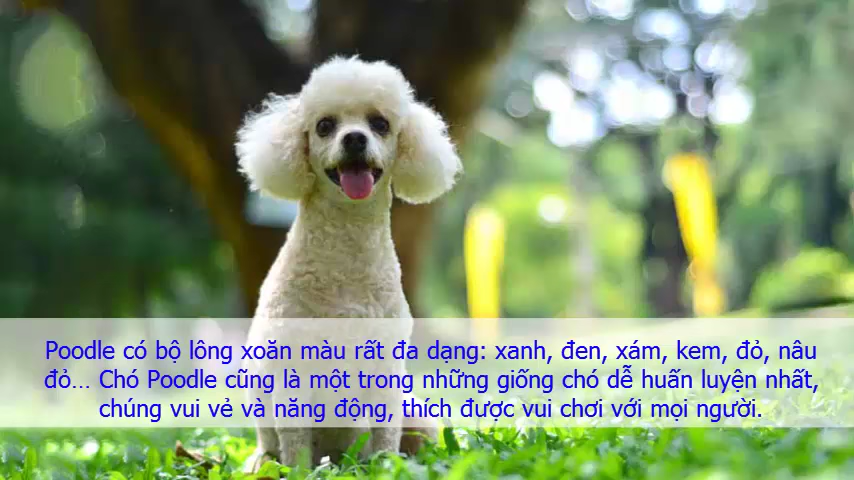 Poodle có bộ lông xoăn màu rất đa dạng: xanh, đen, xám, kem, đỏ, nâu
đỏ... Chó Poodle cũng là một trong những giống chó dễ huấn luyện nhất,
chúng vui vẻ và năng động, thích được vui chơi với mọi người.